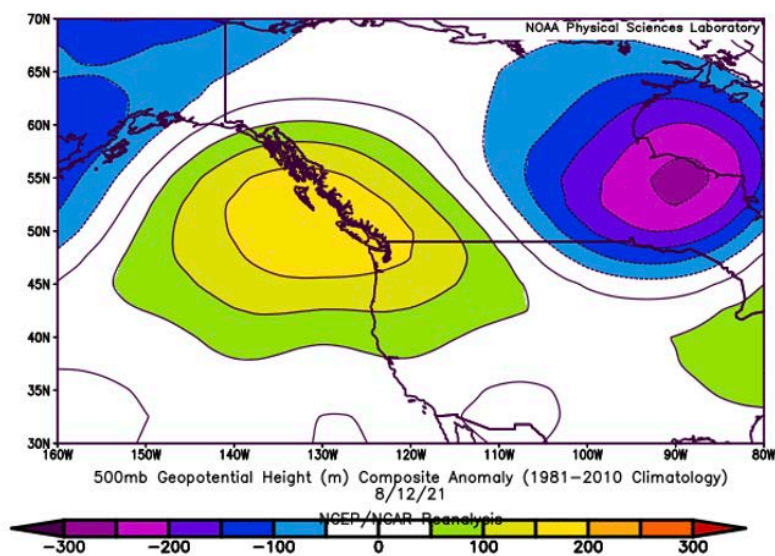 70N
NOAA Physical Sciences Laboratory
65N
60N
55N
50N
45N
40N
35N
30N
160W 150W 140W 130W 120W 110W 100W 90W 80W
500mb Geopotential Height (m) Composite Anomaly (1981-2010 Climatology)
8/12/21
NCEP/NCAR Reanalysis
-300 -200 -100 0 100 200 300